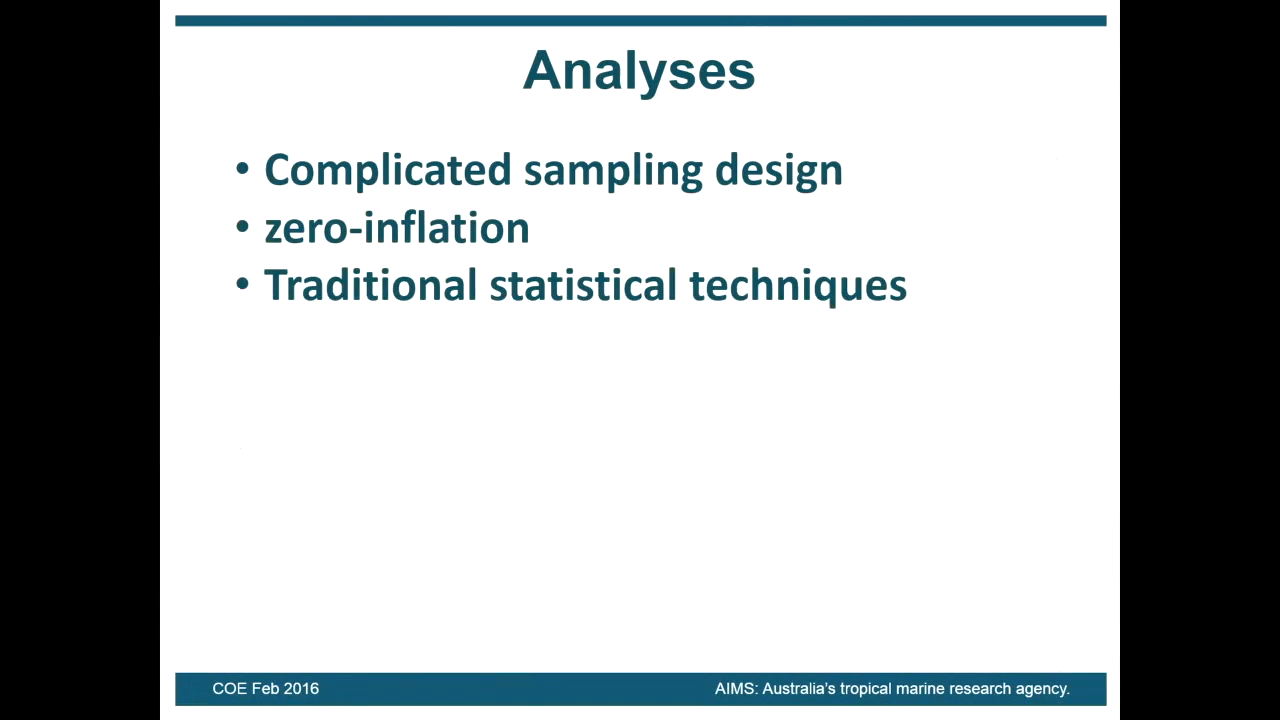 Analyses
• Complicated sampling design
• zero-inflation
• Traditional statistical techniques
COE Feb 2016
AIMS: Australia's tropical marine research agency.